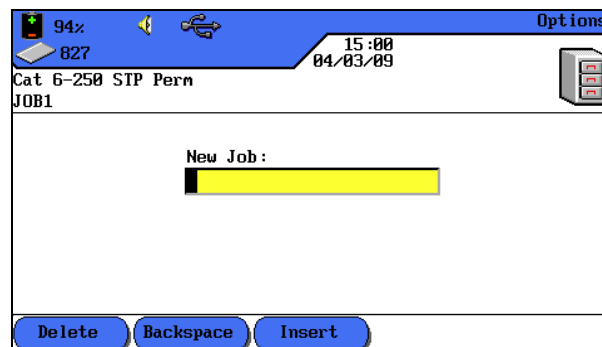 94% Options
827 15:00
04/03/09
Cat 6-250 STP Perm
JOB1
New Job:
Delete Backspace Insert